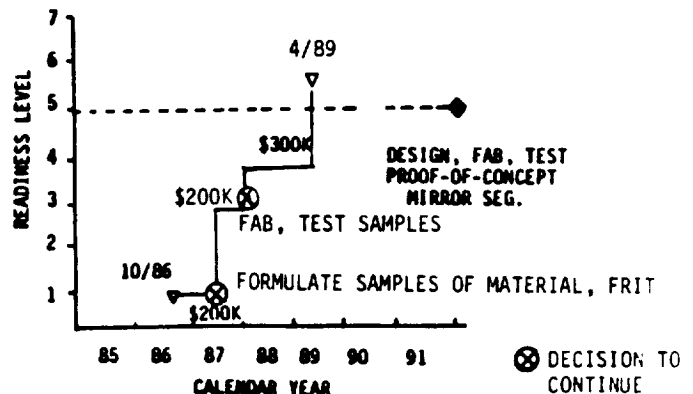 7
6
5
4
3
2
1
READINESS LEVEL
4/89
$300K
DESIGN, FAB, TEST
PROOF-OF-CONCEPT
MIRROR SEG.
$200K
FAB, TEST SAMPLES
10/86
FORMULATE SAMPLES OF MATERIAL, FRIT
$200K
85 86 87 88 89 90 91
CALENDAR YEAR
DECISION TO
CONTINUE